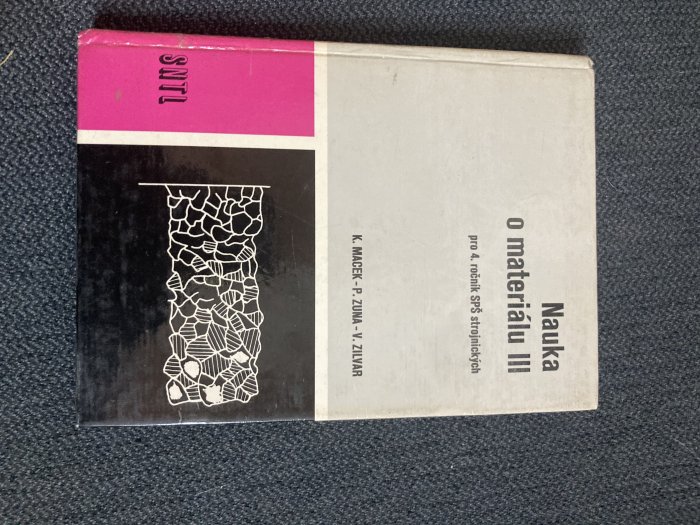 Nauka
o materiálu III
pro 4. ročník SPŠ strojnických
K. MACEK - P. ZUNA - V. ZILVAR
SNTL